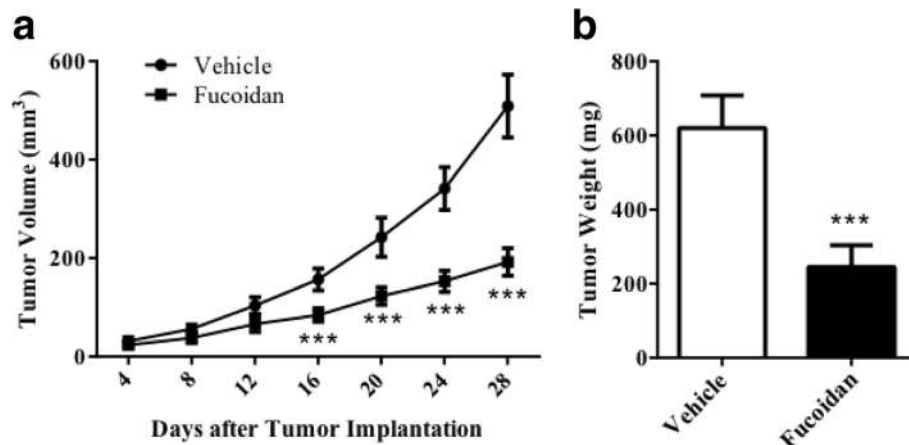 a
Tumor Volume (mm³)
600
400
200
0
Vehicle
Fucoidan
***
***
***
***
4
8
12
16
20
24
28
Days after Tumor Implantation
b
Tumor Weight (mg)
800
600
400
200
0
***
Vehicle
Fucoidan